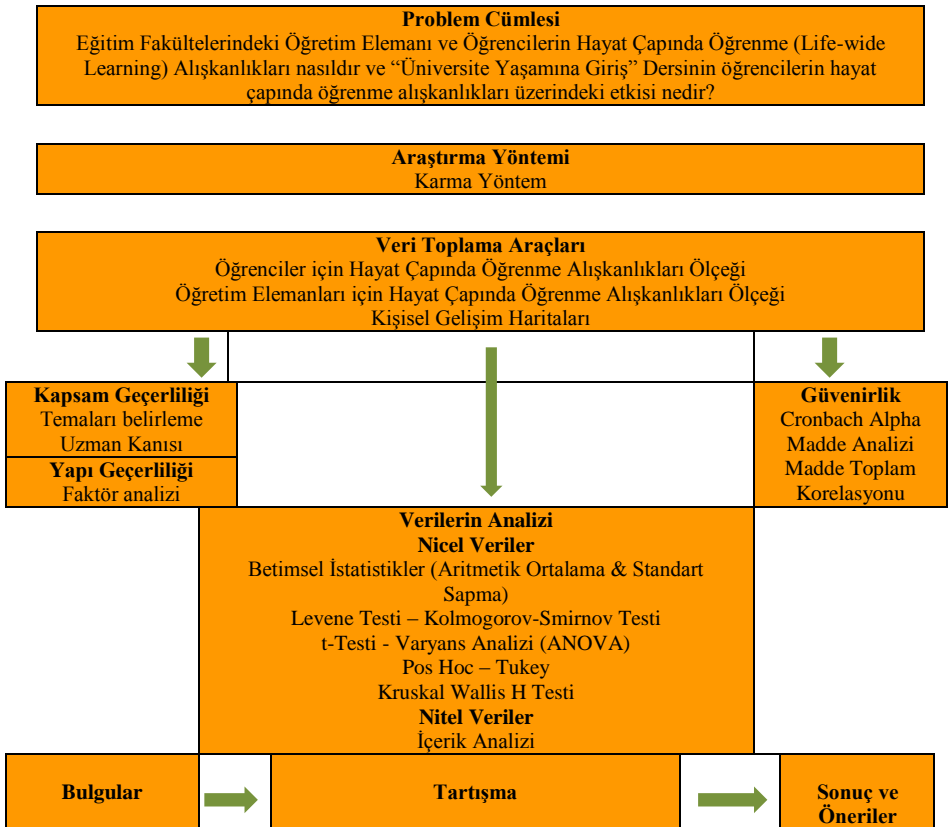 Problem Cümlesi
Eğitim Fakültelerindeki Öğretim Elemanı ve Öğrencilerin Hayat Çapında Öğrenme (Life-wide
Learning) Alışkanlıkları nasıldır ve “Üniversite Yaşamına Giriş” Dersinin öğrencilerin hayat
çapında öğrenme alışkanlıkları üzerindeki etkisi nedir?
Araştırma Yöntemi
Karma Yöntem
Veri Toplama Araçları
Öğrenciler için Hayat Çapında Öğrenme Alışkanlıkları Ölçeği
Öğretim Elemanları için Hayat Çapında Öğrenme Alışkanlıkları Ölçeği
Kişisel Gelişim Haritaları
Kapsam Geçerliliği
Temaları belirleme
Uzman Kanısı
Yapı Geçerliliği
Faktör analizi
Güvenirlik
Cronbach Alpha
Madde Analizi
Madde Toplam
Korelasyonu
Verilerin Analizi
Nicel Veriler
Betimsel İstatistikler (Aritmetik Ortalama & Standart
Sapma)
Levene Testi – Kolmogorov-Smirnov Testi
t-Testi - Varyans Analizi (ANOVA)
Pos Hoc – Tukey
Kruskal Wallis H Testi
Nitel Veriler
İçerik Analizi
Bulgular
Tartışma
Sonuç ve
Öneriler